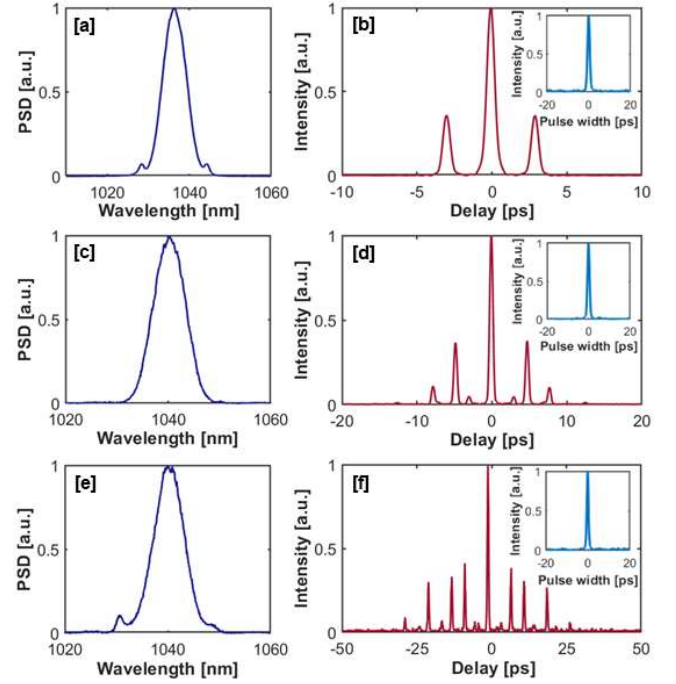 [a]
PSD [a.u.]
1
0.5
0
1020 1040 1060
Wavelength [nm]
[b]
Intensity [a.u.]
1
0.5
0
-10 -5 0 5 10
Delay [ps]
Intensity [a.u.]
1
0.5
0
-20 0 20
Pulse width [ps]
[c]
PSD [a.u.]
1
0.5
0
1020 1040 1060
Wavelength [nm]
[d]
Intensity [a.u.]
1
0.5
0
-20 -10 0 10 20
Delay [ps]
Intensity [a.u.]
1
0.5
0
-20 0 20
Pulse width [ps]
[e]
PSD [a.u.]
1
0.5
0
1020 1040 1060
Wavelength [nm]
[f]
Intensity [a.u.]
1
0.5
0
-50 -25 0 25 50
Delay [ps]
Intensity [a.u.]
1
0.5
0
-20 0 20
Pulse width [ps]